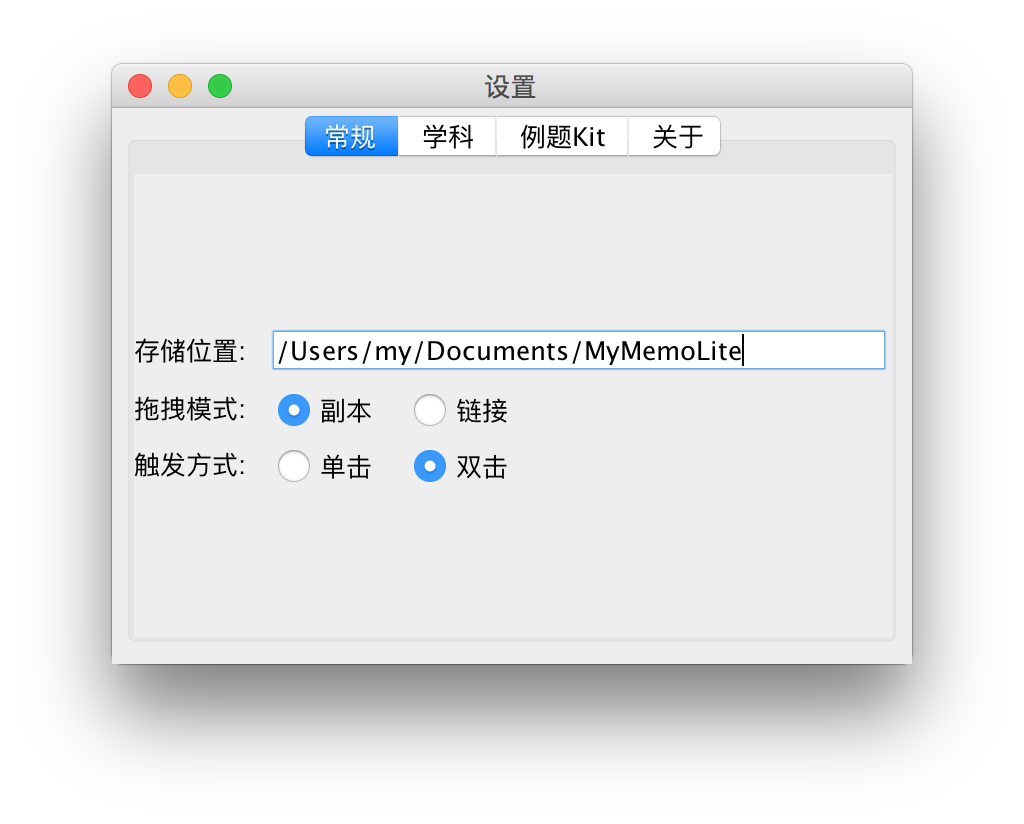 设置
常规 学科 例题Kit 关于
存储位置: /Users/my/Documents/MyMemoLite
拖拽模式: 副本 链接
触发方式: 单击 双击